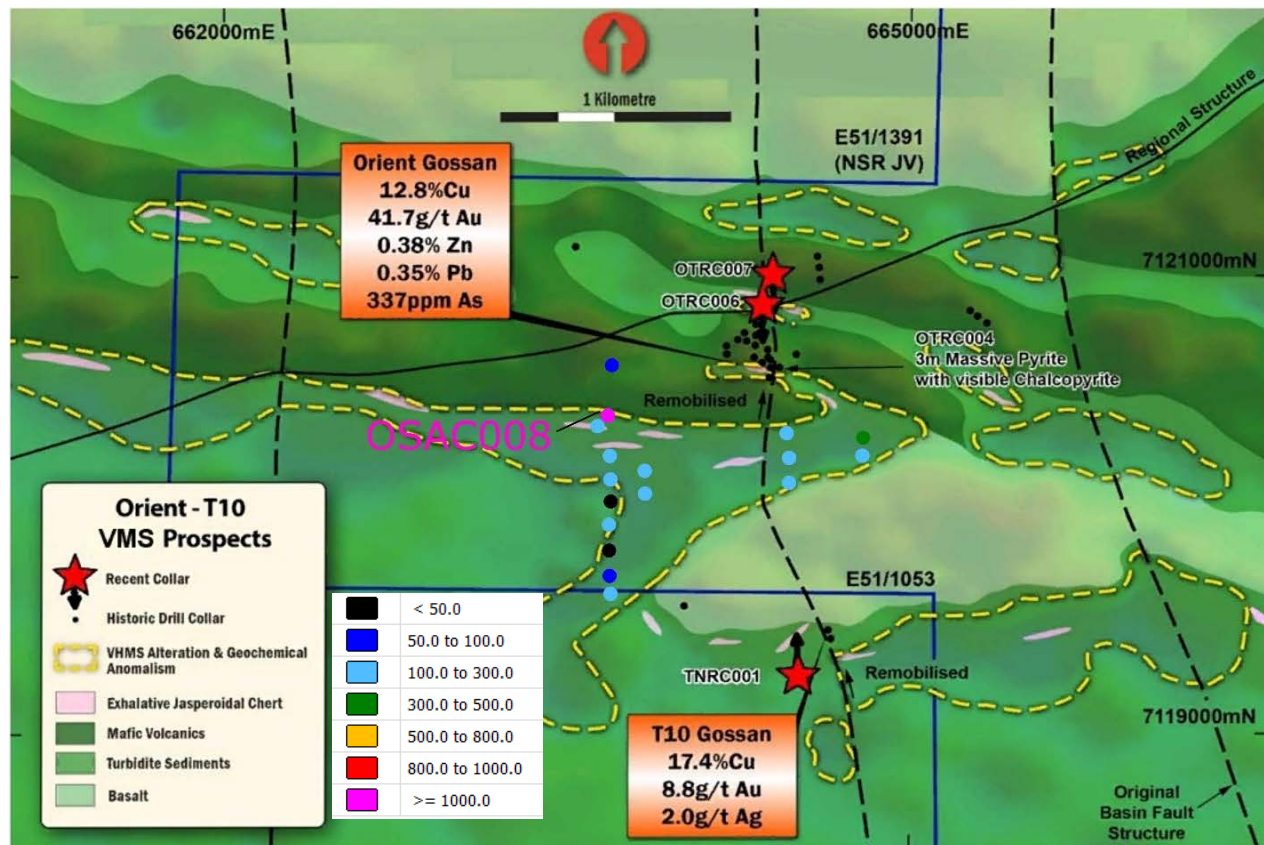 662000mE
665000mE
1 Kilometre
E51/1391
(NSR JV)
Regional Structure
Orient Gossan
12.8%Cu
41.7g/t Au
0.38% Zn
0.35% Pb
337ppm As
7121000mN
OTRC007
OTRC006
OTRC004
3m Massive Pyrite
with visible Chalcopyrite
Remobilised
OSAC008
Orient - T10
VMS Prospects
Recent Collar
Historic Drill Collar
VHMS Alteration & Geochemical
Anomalism
Exhalative Jasperoidal Chert
Mafic Volcanics
Turbidite Sediments
Basalt
< 50.0
50.0 to 100.0
100.0 to 300.0
300.0 to 500.0
500.0 to 800.0
800.0 to 1000.0
>= 1000.0
E51/1053
TNRC001
Remobilised
T10 Gossan
17.4%Cu
8.8g/t Au
2.0g/t Ag
7119000mN
Original
Basin Fault
Structure